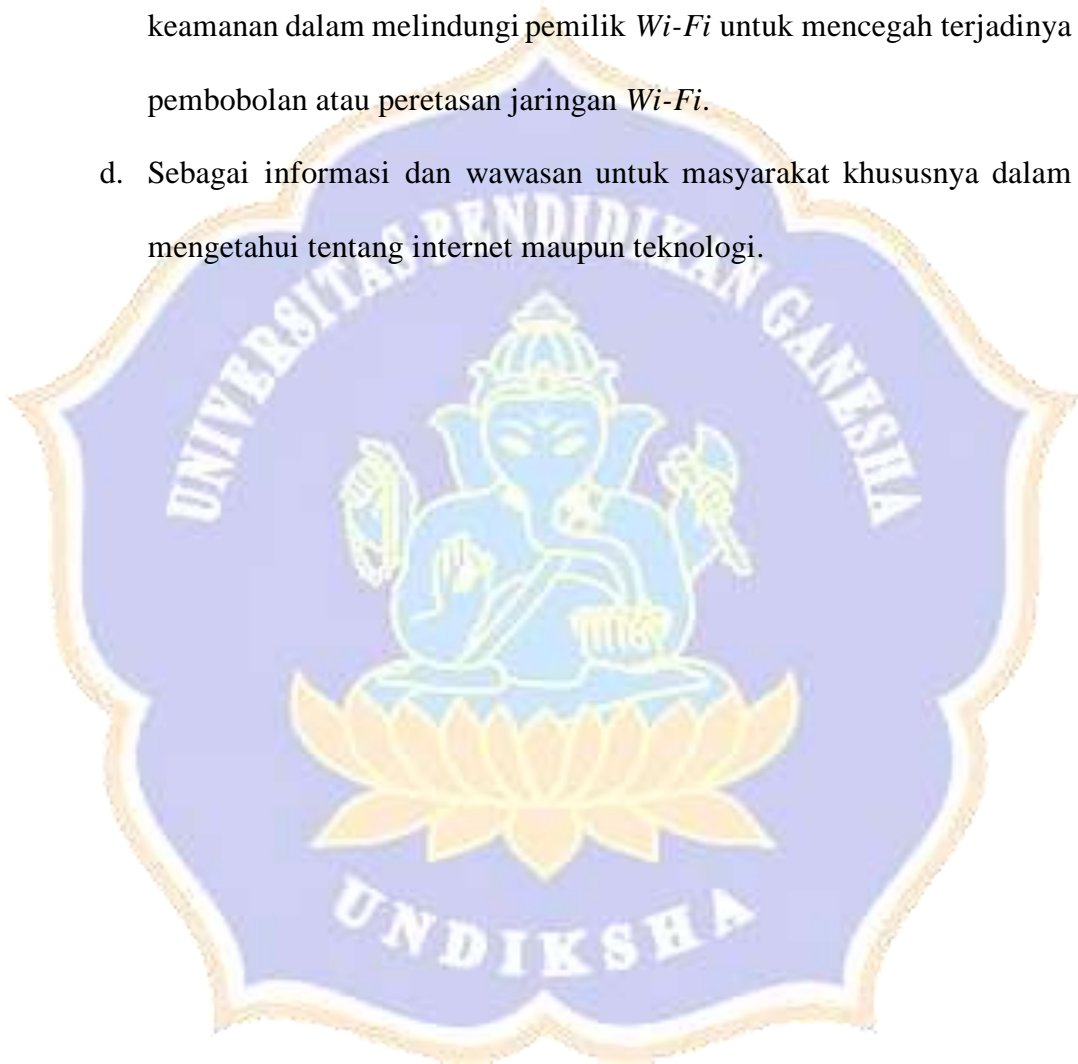 keamanan dalam melindungi pemilik Wi-Fi untuk mencegah terjadinya
pembobolan atau peretasan jaringan Wi-Fi.
d. Sebagai informasi dan wawasan untuk masyarakat khususnya dalam
mengetahui tentang internet maupun teknologi.
UNIVERSITAS PENDIDIKAN GANESHA
UNDIKSHA